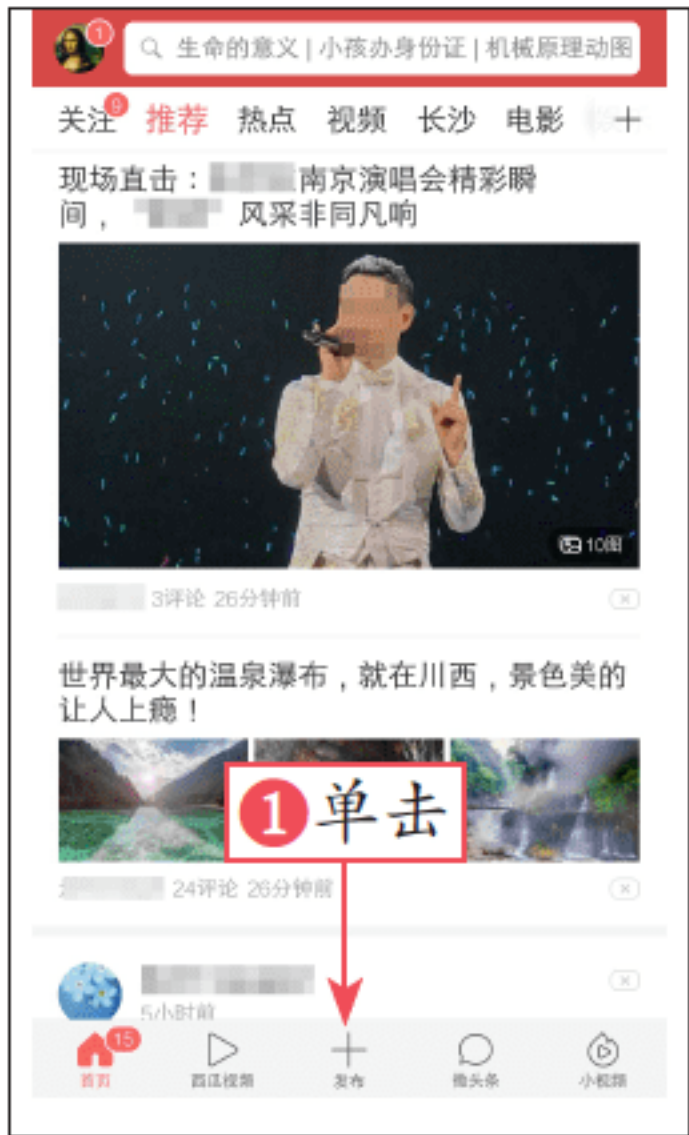 1
生命的意义 | 小孩办身份证 | 机械原理动图
关注 9 推荐 热点 视频 长沙 电影
现场直击： 南京演唱会精彩瞬
间， 风采非同凡响
10图
3评论 26分钟前
世界最大的温泉瀑布，就在川西，景色美的
让人上瘾！
1 单击
24评论 26分钟前
5小时前
15
首页 西瓜视频 发布 微头条 小视频